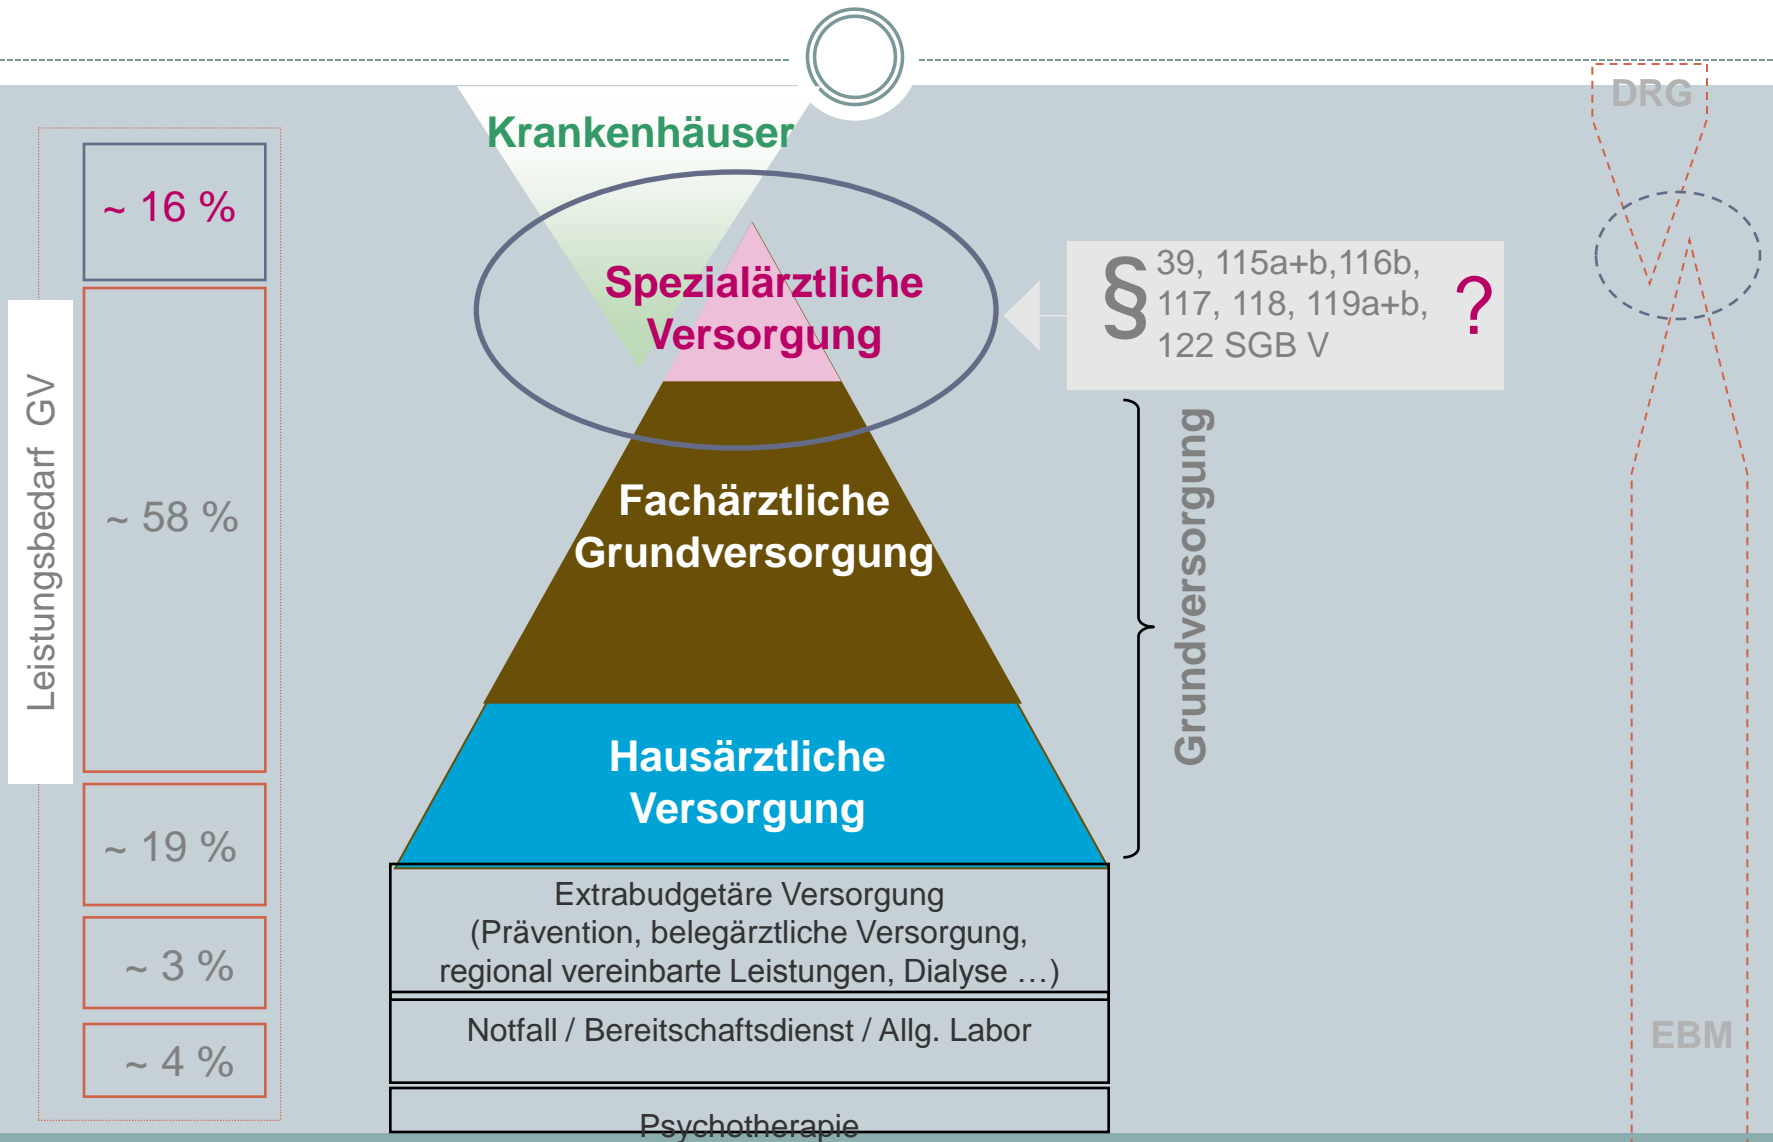 DRG
Krankenhäuser
~ 16 %
Spezialärztliche
Versorgung
§ 39, 115a+b,116b,
117, 118, 119a+b,
122 SGB V
?
Leistungsbedarf GV
~ 58 %
Fachärztliche
Grundversorgung
Grundversorgung
Hausärztliche
Versorgung
~ 19 %
Extrabudgetäre Versorgung
(Prävention, belegärztliche Versorgung,
regional vereinbarte Leistungen, Dialyse …)
~ 3 %
Notfall / Bereitschaftsdienst / Allg. Labor
~ 4 %
EBM
Psychotherapie